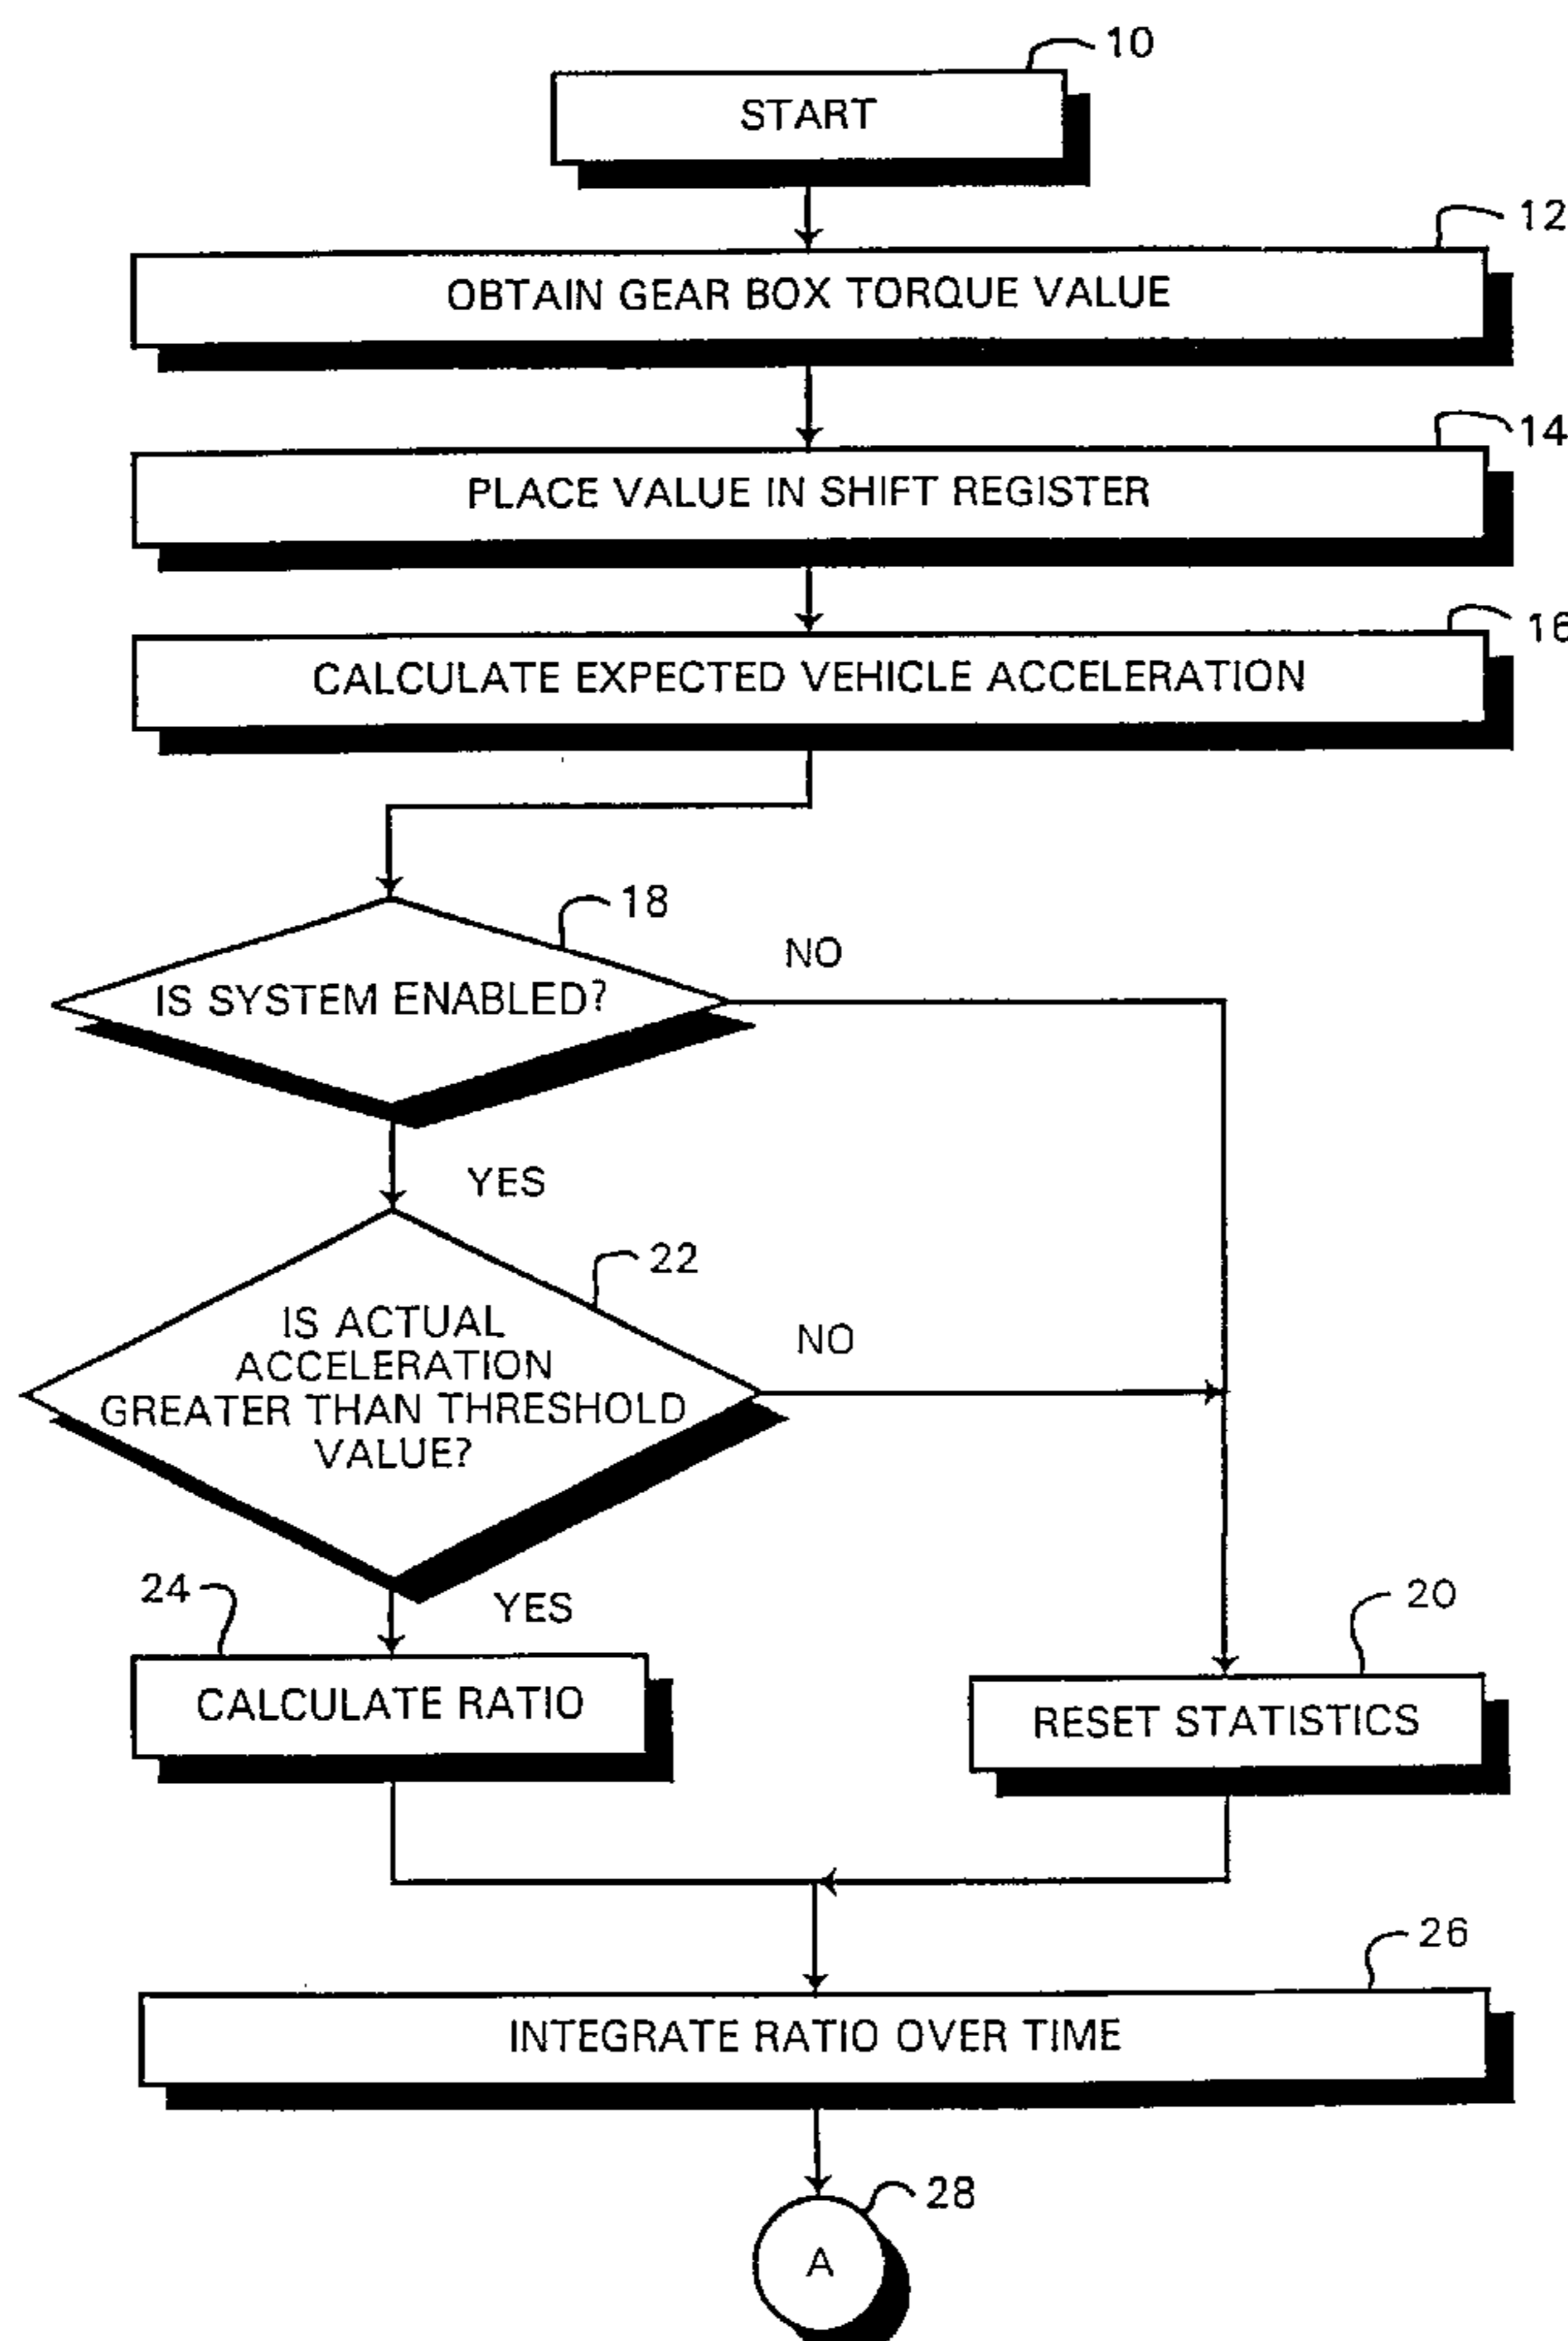 10
START
12
OBTAIN GEAR BOX TORQUE VALUE
14
PLACE VALUE IN SHIFT REGISTER
16
CALCULATE EXPECTED VEHICLE ACCELERATION
18
NO
IS SYSTEM ENABLED?
YES
22
IS ACTUAL
ACCELERATION
GREATER THAN THRESHOLD
VALUE?
NO
YES
24
CALCULATE RATIO
20
RESET STATISTICS
26
INTEGRATE RATIO OVER TIME
28
A